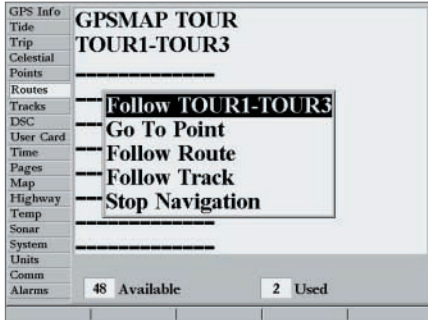 GPS Info
Tide
Trip
Celestial
Points
Routes
Tracks
DSC
User Card
Time
Pages
Map
Highway
Temp
Sonar
System
Units
Comm
Alarms
GPSMAP TOUR
TOUR1-TOUR3
Follow TOUR1-TOUR3
Go To Point
Follow Route
Follow Track
Stop Navigation
48 Available
2 Used